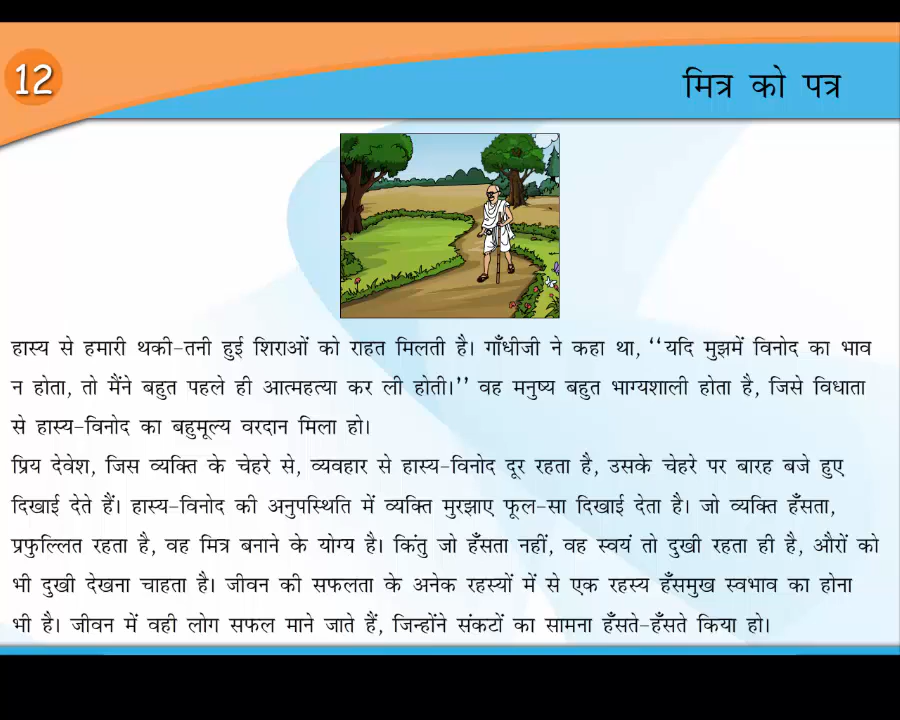 12
मित्र को पत्र
हास्य से हमारी थकी-तनी हुई शिराओं को राहत मिलती है। गाँधीजी ने कहा था, “यदि मुझमें विनोद का भाव
न होता, तो मैंने बहुत पहले ही आत्महत्या कर ली होती।” वह मनुष्य बहुत भाग्यशाली होता है, जिसे विधाता
से हास्य-विनोद का बहुमूल्य वरदान मिला हो।
प्रिय देवेश, जिस व्यक्ति के चेहरे से, व्यवहार से हास्य-विनोद दूर रहता है, उसके चेहरे पर बारह बजे हुए
दिखाई देते हैं। हास्य-विनोद की अनुपस्थिति में व्यक्ति मुरझाए फूल-सा दिखाई देता है। जो व्यक्ति हँसता,
प्रफुल्लित रहता है, वह मित्र बनाने के योग्य है। किंतु जो हँसता नहीं, वह स्वयं तो दुखी रहता ही है, औरों को
भी दुखी देखना चाहता है। जीवन की सफलता के अनेक रहस्यों में से एक रहस्य हँसमुख स्वभाव का होना
भी है। जीवन में वही लोग सफल माने जाते हैं, जिन्होंने संकटों का सामना हँसते-हँसते किया हो।